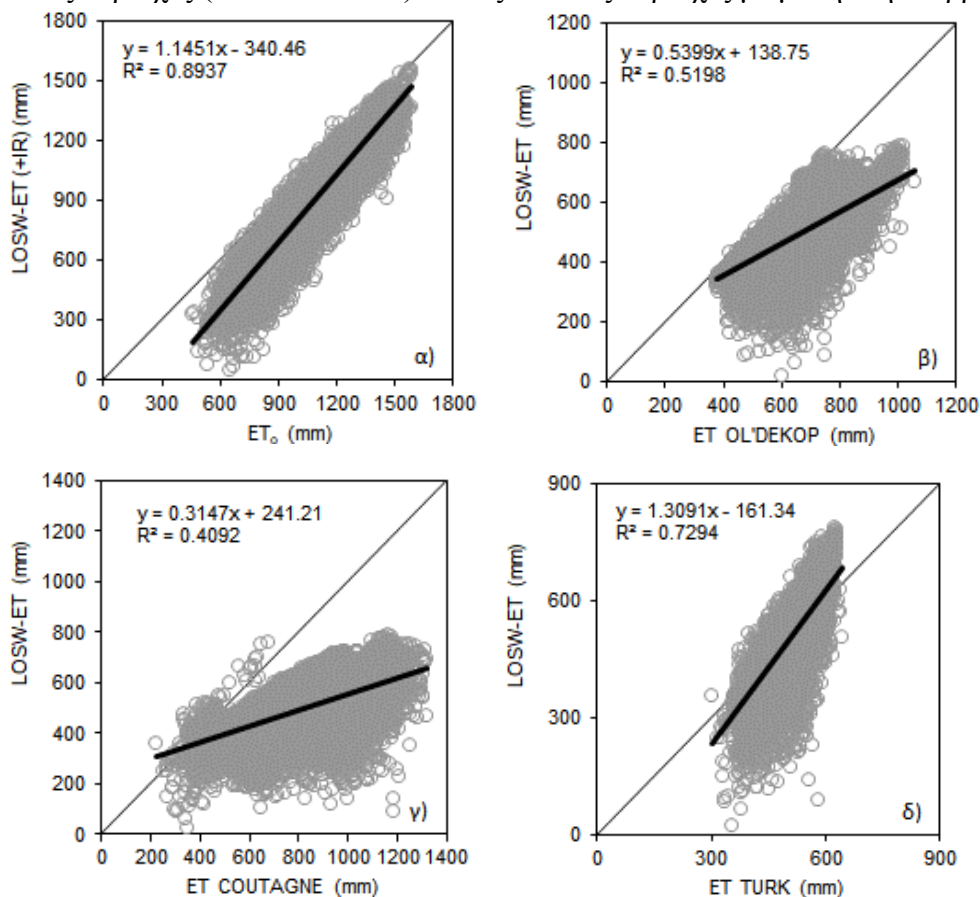 y = 1.1451x - 340.46
R² = 0.8937
LOSW-ET (+IR) (mm)
1800
1500
1200
900
600
300
0
0 300 600 900 1200 1500 1800
ETₒ (mm)
α)
y = 0.5399x + 138.75
R² = 0.5198
LOSW-ET (mm)
1200
1000
800
600
400
200
0
0 200 400 600 800 1000 1200
ET OL'DEKOP (mm)
β)
y = 0.3147x + 241.21
R² = 0.4092
LOSW-ET (mm)
1400
1200
1000
800
600
400
200
0
0 200 400 600 800 1000 1200 1400
ET COUTAGNE (mm)
γ)
y = 1.3091x - 161.34
R² = 0.7294
LOSW-ET (mm)
900
600
300
0
0 300 600 900
ET TURK (mm)
δ)